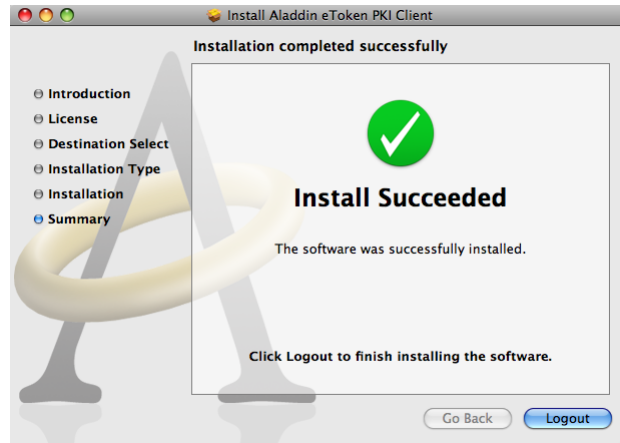 Install Aladdin eToken PKI Client
Installation completed successfully
Introduction
License
Destination Select
Installation Type
Installation
Summary
Install Succeeded
The software was successfully installed.
Click Logout to finish installing the software.
Go Back
Logout